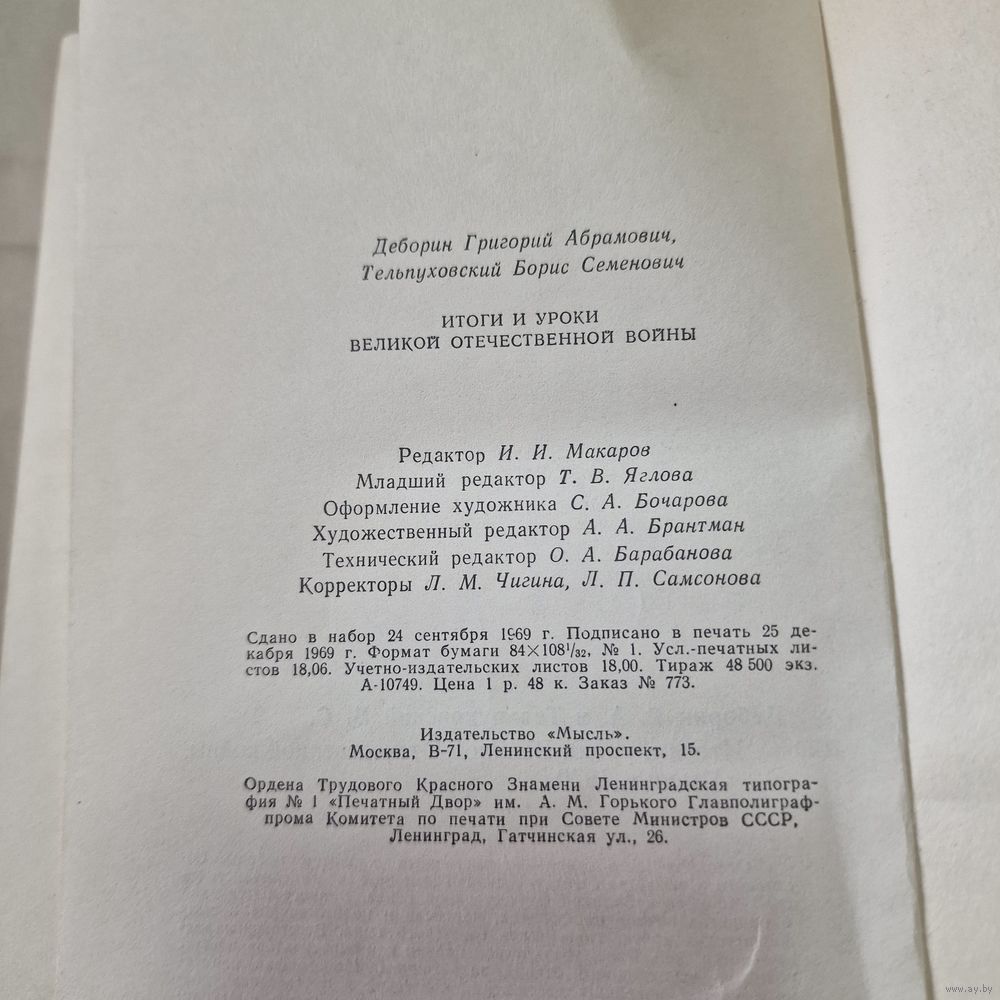 Деборин Григорий Абрамович,
Тельпуховский Борис Семенович
ИТОГИ И УРОКИ
ВЕЛИКОЙ ОТЕЧЕСТВЕННОЙ ВОЙНЫ
Редактор И. И. Макаров
Младший редактор Т. В. Яглова
Оформление художника С. А. Бочарова
Художественный редактор А. А. Брантман
Технический редактор О. А. Барабанова
Корректоры Л. М. Чигина, Л. П. Самсонова
Сдано в набор 24 сентября 1969 г. Подписано в печать 25 де-
кабря 1969 г. Формат бумаги 84×108¹/₃₂, № 1. Усл.-печатных ли-
стов 18,06. Учетно-издательских листов 18,00. Тираж 48 500 экз.
А-10749. Цена 1 р. 48 к. Заказ № 773.
Издательство «Мысль».
Москва, В-71, Ленинский проспект, 15.
Ордена Трудового Красного Знамени Ленинградская типогра-
фия № 1 «Печатный Двор» им. А. М. Горького Главполиграф-
прома Комитета по печати при Совете Министров СССР,
Ленинград, Гатчинская ул., 26.
www.ay.by